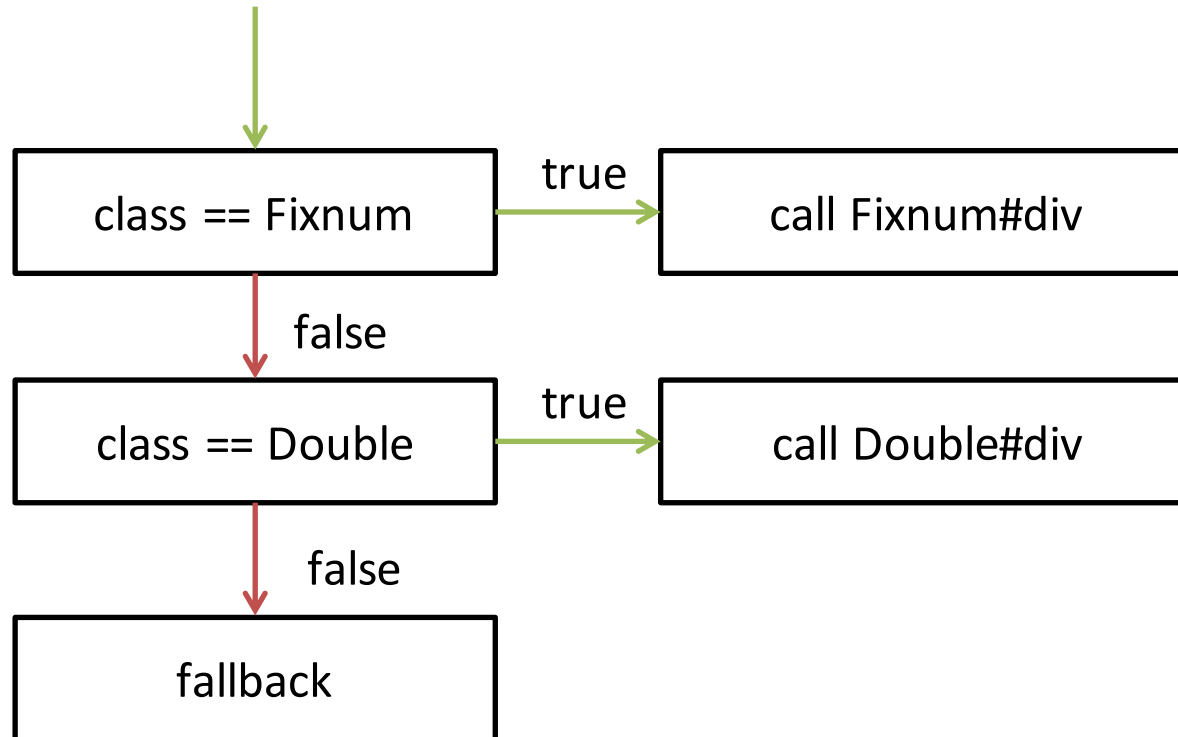 class == Fixnum
true
call Fixnum#div
false
class == Double
true
call Double#div
false
fallback